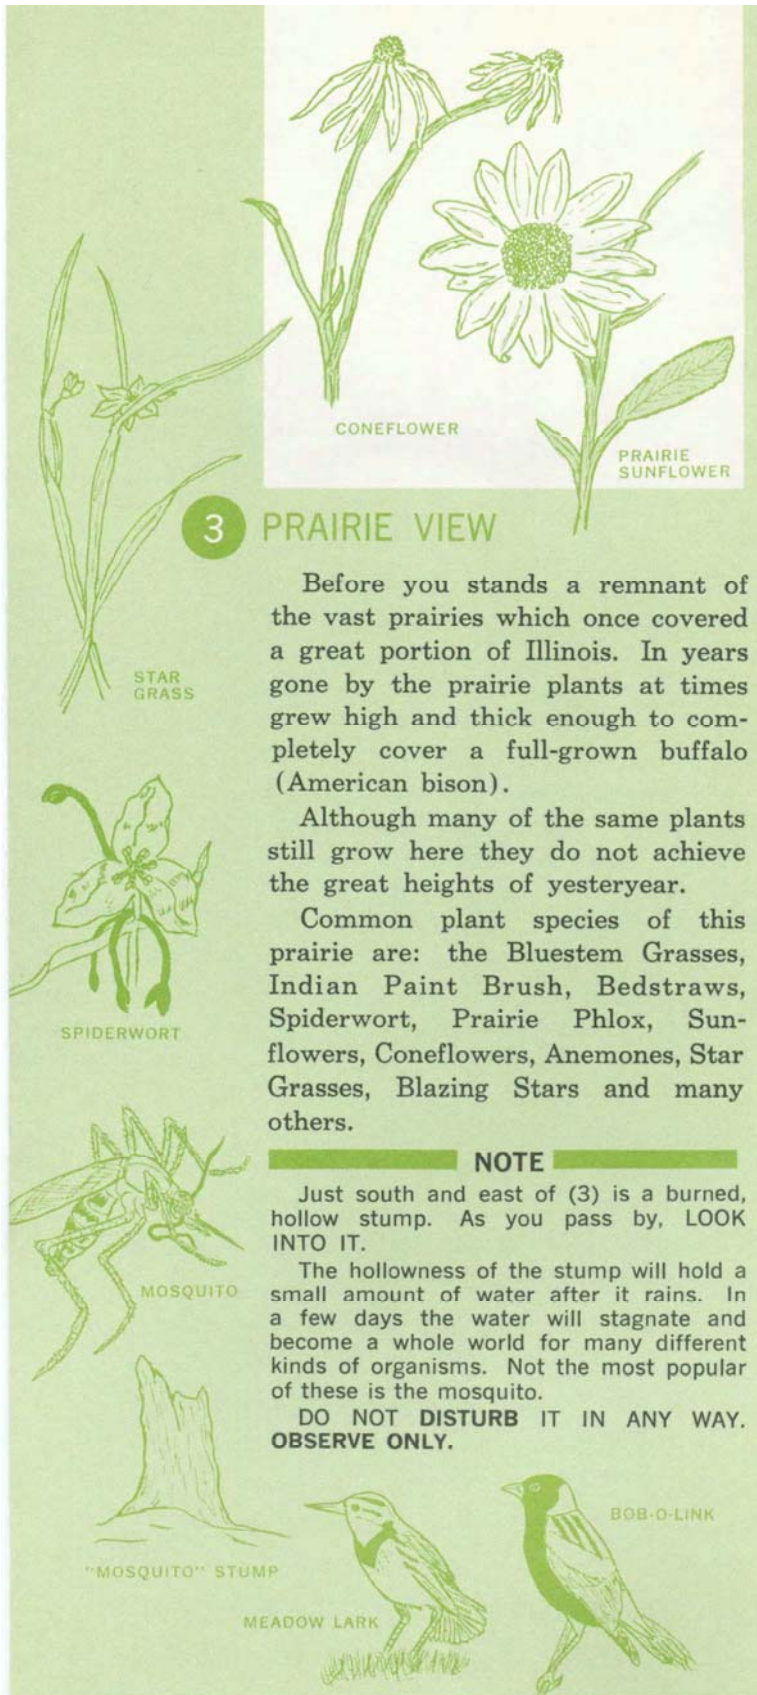 CONEFLOWER
PRAIRIE
SUNFLOWER
3 PRAIRIE VIEW
STAR
GRASS
Before you stands a remnant of
the vast prairies which once covered
a great portion of Illinois. In years
gone by the prairie plants at times
grew high and thick enough to com-
pletely cover a full-grown buffalo
(American bison).
Although many of the same plants
still grow here they do not achieve
the great heights of yesteryear.
Common plant species of this
prairie are: the Bluestem Grasses,
Indian Paint Brush, Bedstraws,
Spiderwort, Prairie Phlox, Sun-
flowers, Coneflowers, Anemones, Star
Grasses, Blazing Stars and many
others.
SPIDERWORT
NOTE
Just south and east of (3) is a burned,
hollow stump. As you pass by, LOOK
INTO IT.
The hollowness of the stump will hold a
small amount of water after it rains. In
a few days the water will stagnate and
become a whole world for many different
kinds of organisms. Not the most popular
of these is the mosquito.
DO NOT DISTURB IT IN ANY WAY.
OBSERVE ONLY.
MOSQUITO
"MOSQUITO" STUMP
MEADOW LARK
BOB-O-LINK